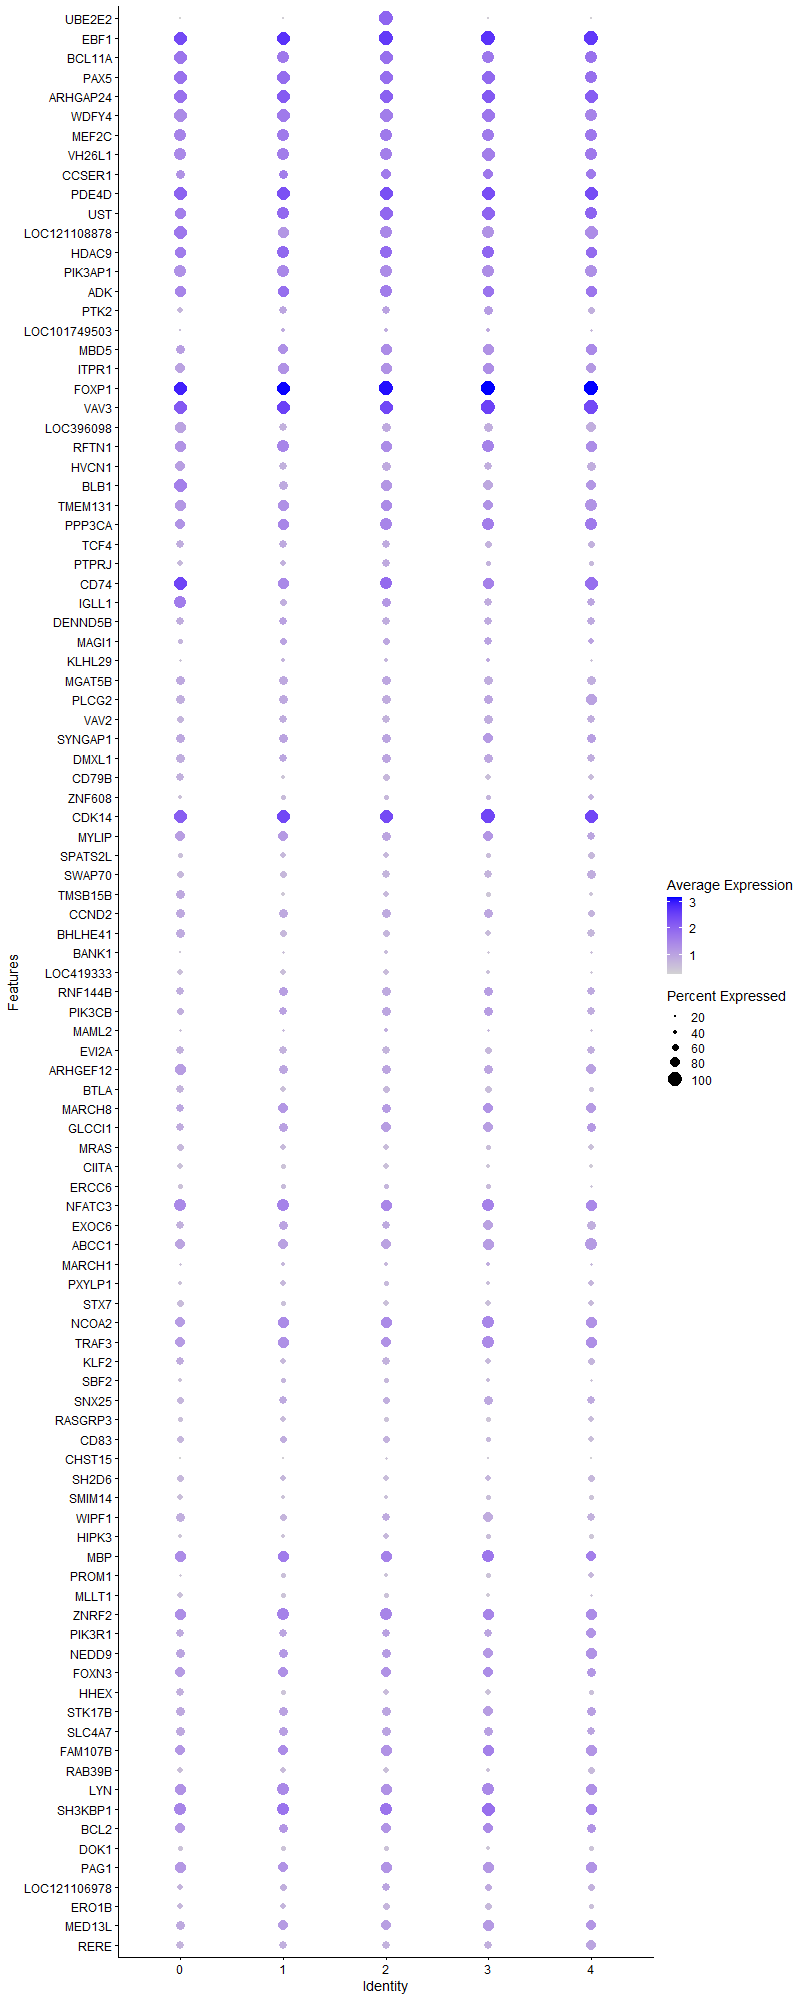 UBE2E2
EBF1
BCL11A
PAX5
ARHGAP24
WDFY4
MEF2C
VH26L1
CCSER1
PDE4D
UST
LOC121108878
HDAC9
PIK3AP1
ADK
PTK2
LOC101749503
MBD5
ITPR1
FOXP1
VAV3
LOC396098
RFTN1
HVCN1
BLB1
TMEM131
PPP3CA
TCF4
PTPRJ
CD74
IGLL1
DENND5B
MAGI1
KLHL29
MGAT5B
PLCG2
VAV2
SYNGAP1
DMXL1
CD79B
ZNF608
CDK14
MYLIP
SPATS2L
SWAP70
TMSB15B
CCND2
BHLHE41
BANK1
LOC419333
RNF144B
PIK3CB
MAML2
EVI2A
ARHGEF12
BTLA
MARCH8
GLCCI1
MRAS
CIITA
ERCC6
NFATC3
EXOC6
ABCC1
MARCH1
PXYLP1
STX7
NCOA2
TRAF3
KLF2
SBF2
SNX25
RASGRP3
CD83
CHST15
SH2D6
SMIM14
WIPF1
HIPK3
MBP
PROM1
MLLT1
ZNRF2
PIK3R1
NEDD9
FOXN3
HHEX
STK17B
SLC4A7
FAM107B
RAB39B
LYN
SH3KBP1
BCL2
DOK1
PAG1
LOC121106978
ERO1B
MED13L
RERE
Features
0 1 2 3 4
Identity
Average Expression
3
2
1
Percent Expressed
20
40
60
80
100